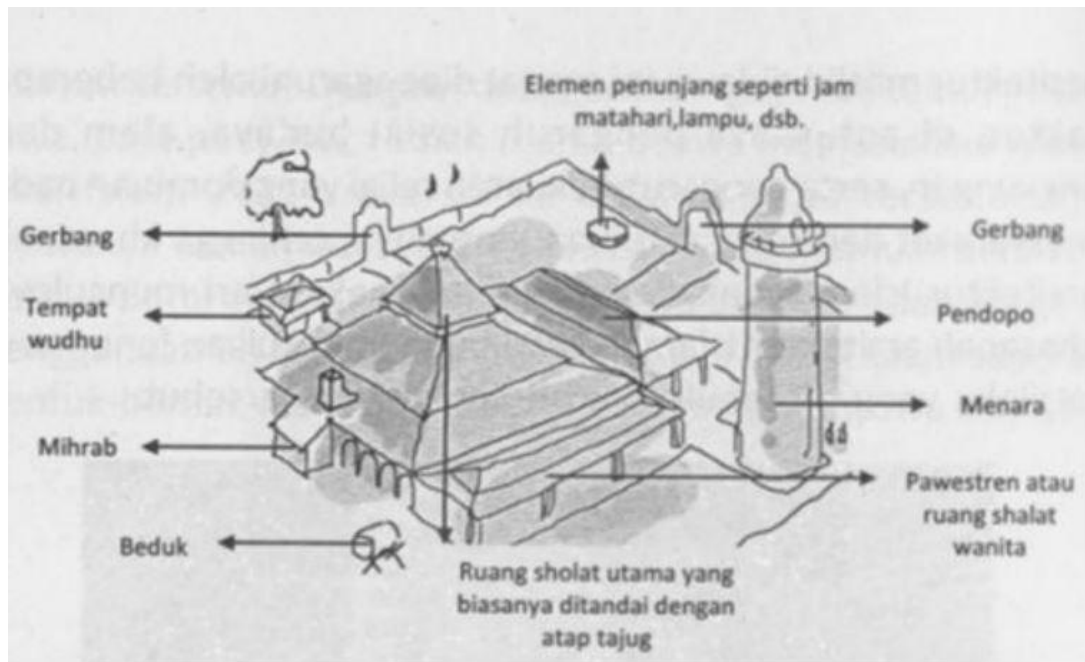 Elemen penunjang seperti jam
matahari,lampu, dsb.
Gerbang
Gerbang
Tempat
wudhu
Pendopo
Menara
Mihrab
Pawestren atau
ruang shalat
wanita
Beduk
Ruang sholat utama yang
biasanya ditandai dengan
atap tajug